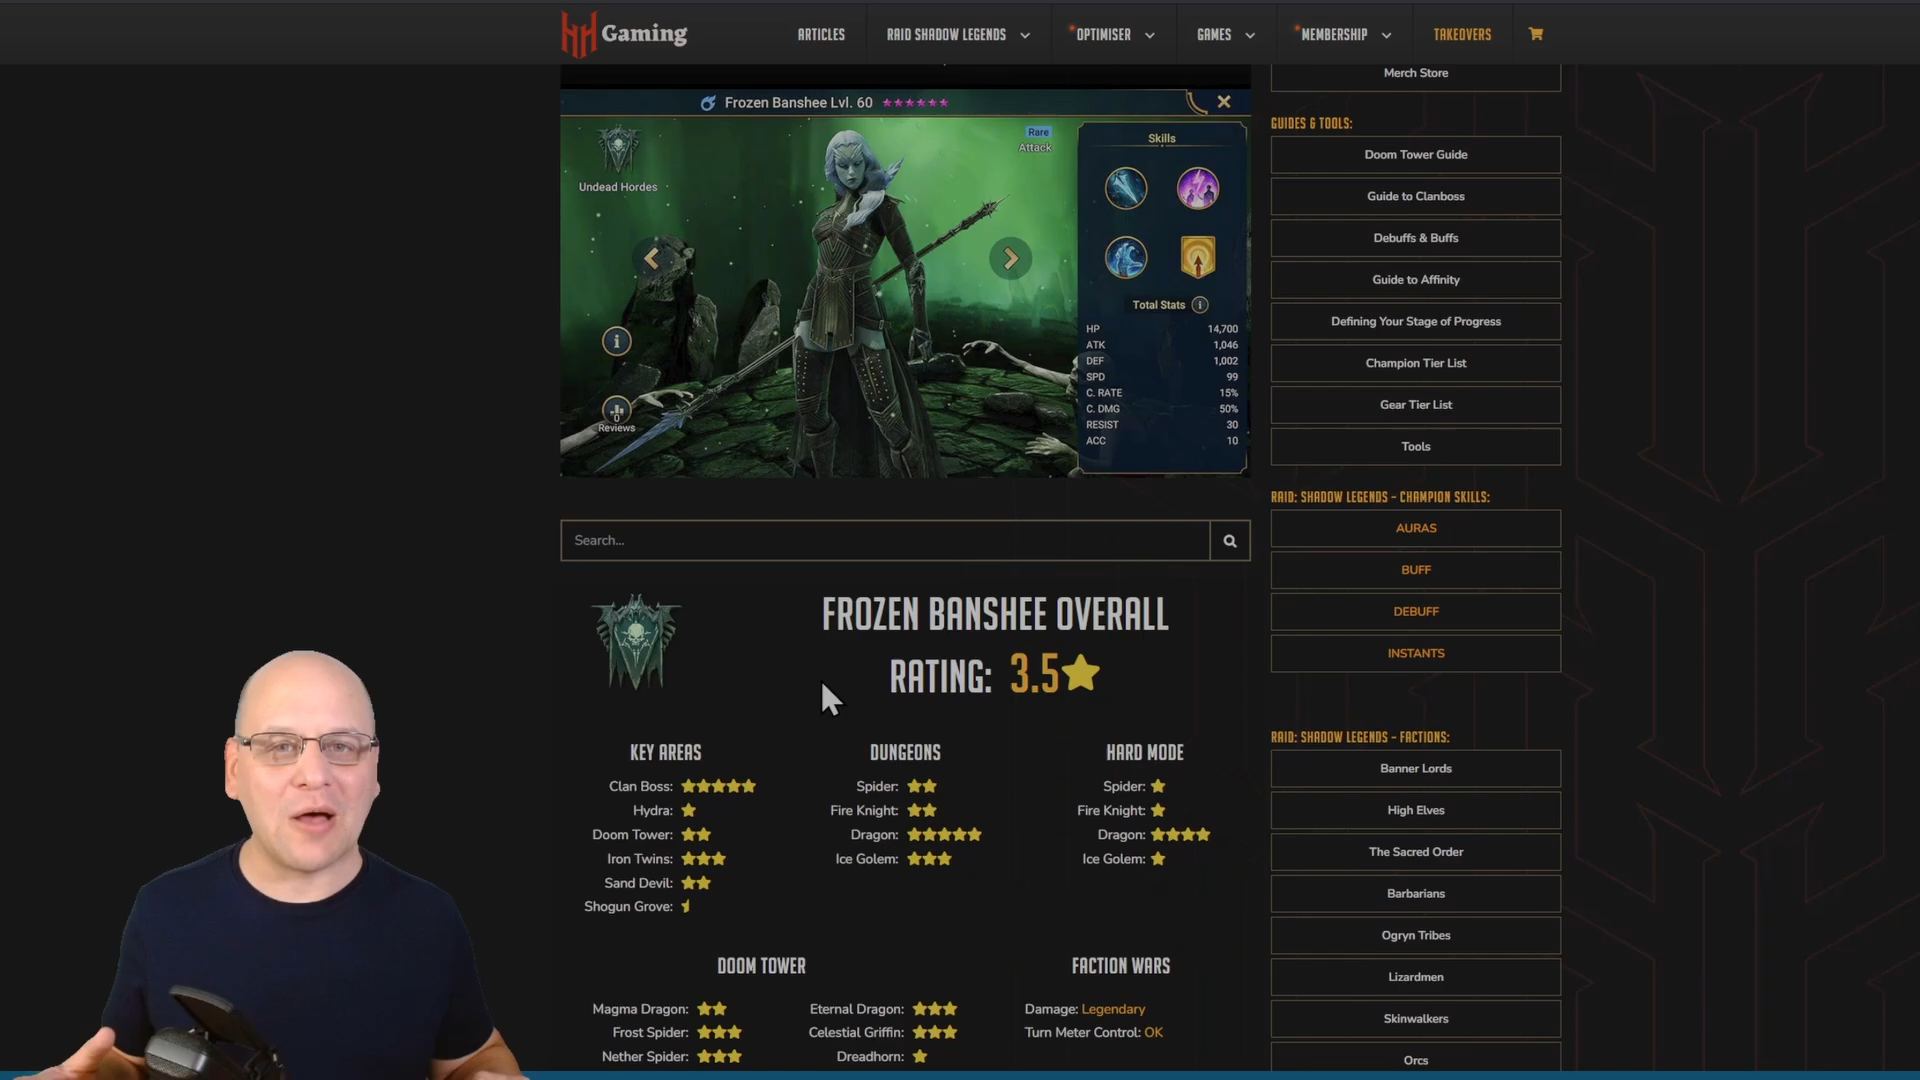 Gaming
ARTICLES
RAID SHADOW LEGENDS
OPTIMISER
GAMES
MEMBERSHIP
TAKEOVERS
Frozen Banshee Lvl. 60
Undead Hordes
Rare
Attack
Skills
Total Stats
HP 14,700
ATK 1,046
DEF 1,002
SPD 99
C. RATE 15%
C. DMG 50%
RESIST 30
ACC 10
0
Reviews
Search...
FROZEN BANSHEE OVERALL
RATING: 3.5
KEY AREAS
Clan Boss:
Hydra:
Doom Tower:
Iron Twins:
Sand Devil:
Shogun Grove:
DUNGEONS
Spider:
Fire Knight:
Dragon:
Ice Golem:
HARD MODE
Spider:
Fire Knight:
Dragon:
Ice Golem:
DOOM TOWER
Magma Dragon:
Frost Spider:
Nether Spider:
Eternal Dragon:
Celestial Griffin:
Dreadhorn:
FACTION WARS
Damage: Legendary
Turn Meter Control: OK
Merch Store
GUIDES & TOOLS:
Doom Tower Guide
Guide to Clanboss
Debuffs & Buffs
Guide to Affinity
Defining Your Stage of Progress
Champion Tier List
Gear Tier List
Tools
RAID: SHADOW LEGENDS – CHAMPION SKILLS:
AURAS
BUFF
DEBUFF
INSTANTS
RAID: SHADOW LEGENDS – FACTIONS:
Banner Lords
High Elves
The Sacred Order
Barbarians
Ogryn Tribes
Lizardmen
Skinwalkers
Orcs